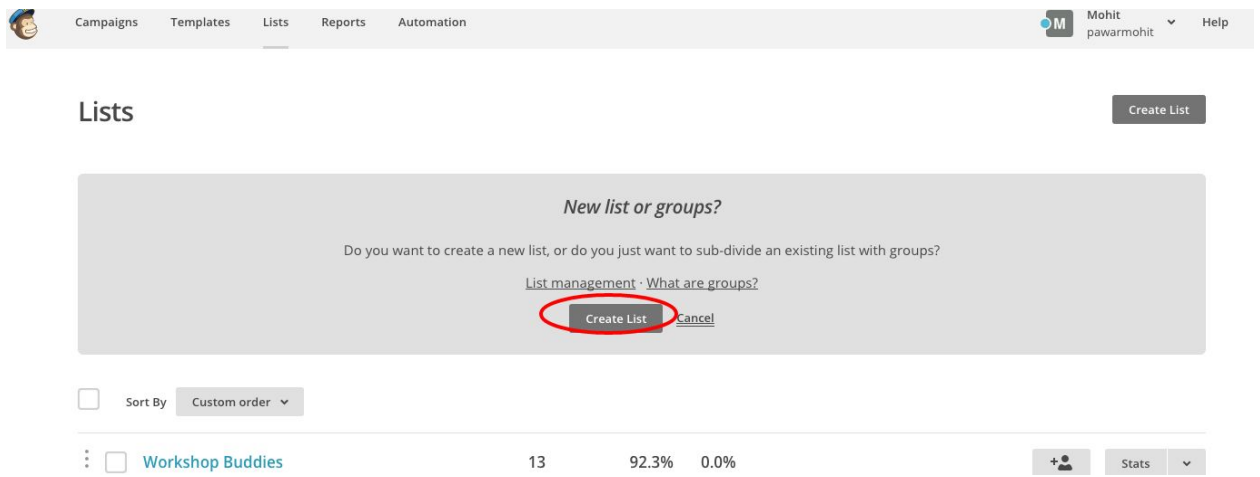 Campaigns Templates Lists Reports Automation
M Mohit
pawarmohit
Help
Lists
Create List
New list or groups?
Do you want to create a new list, or do you just want to sub-divide an existing list with groups?
List management · What are groups?
Create List Cancel
Sort By Custom order
Workshop Buddies 13 92.3% 0.0% Stats